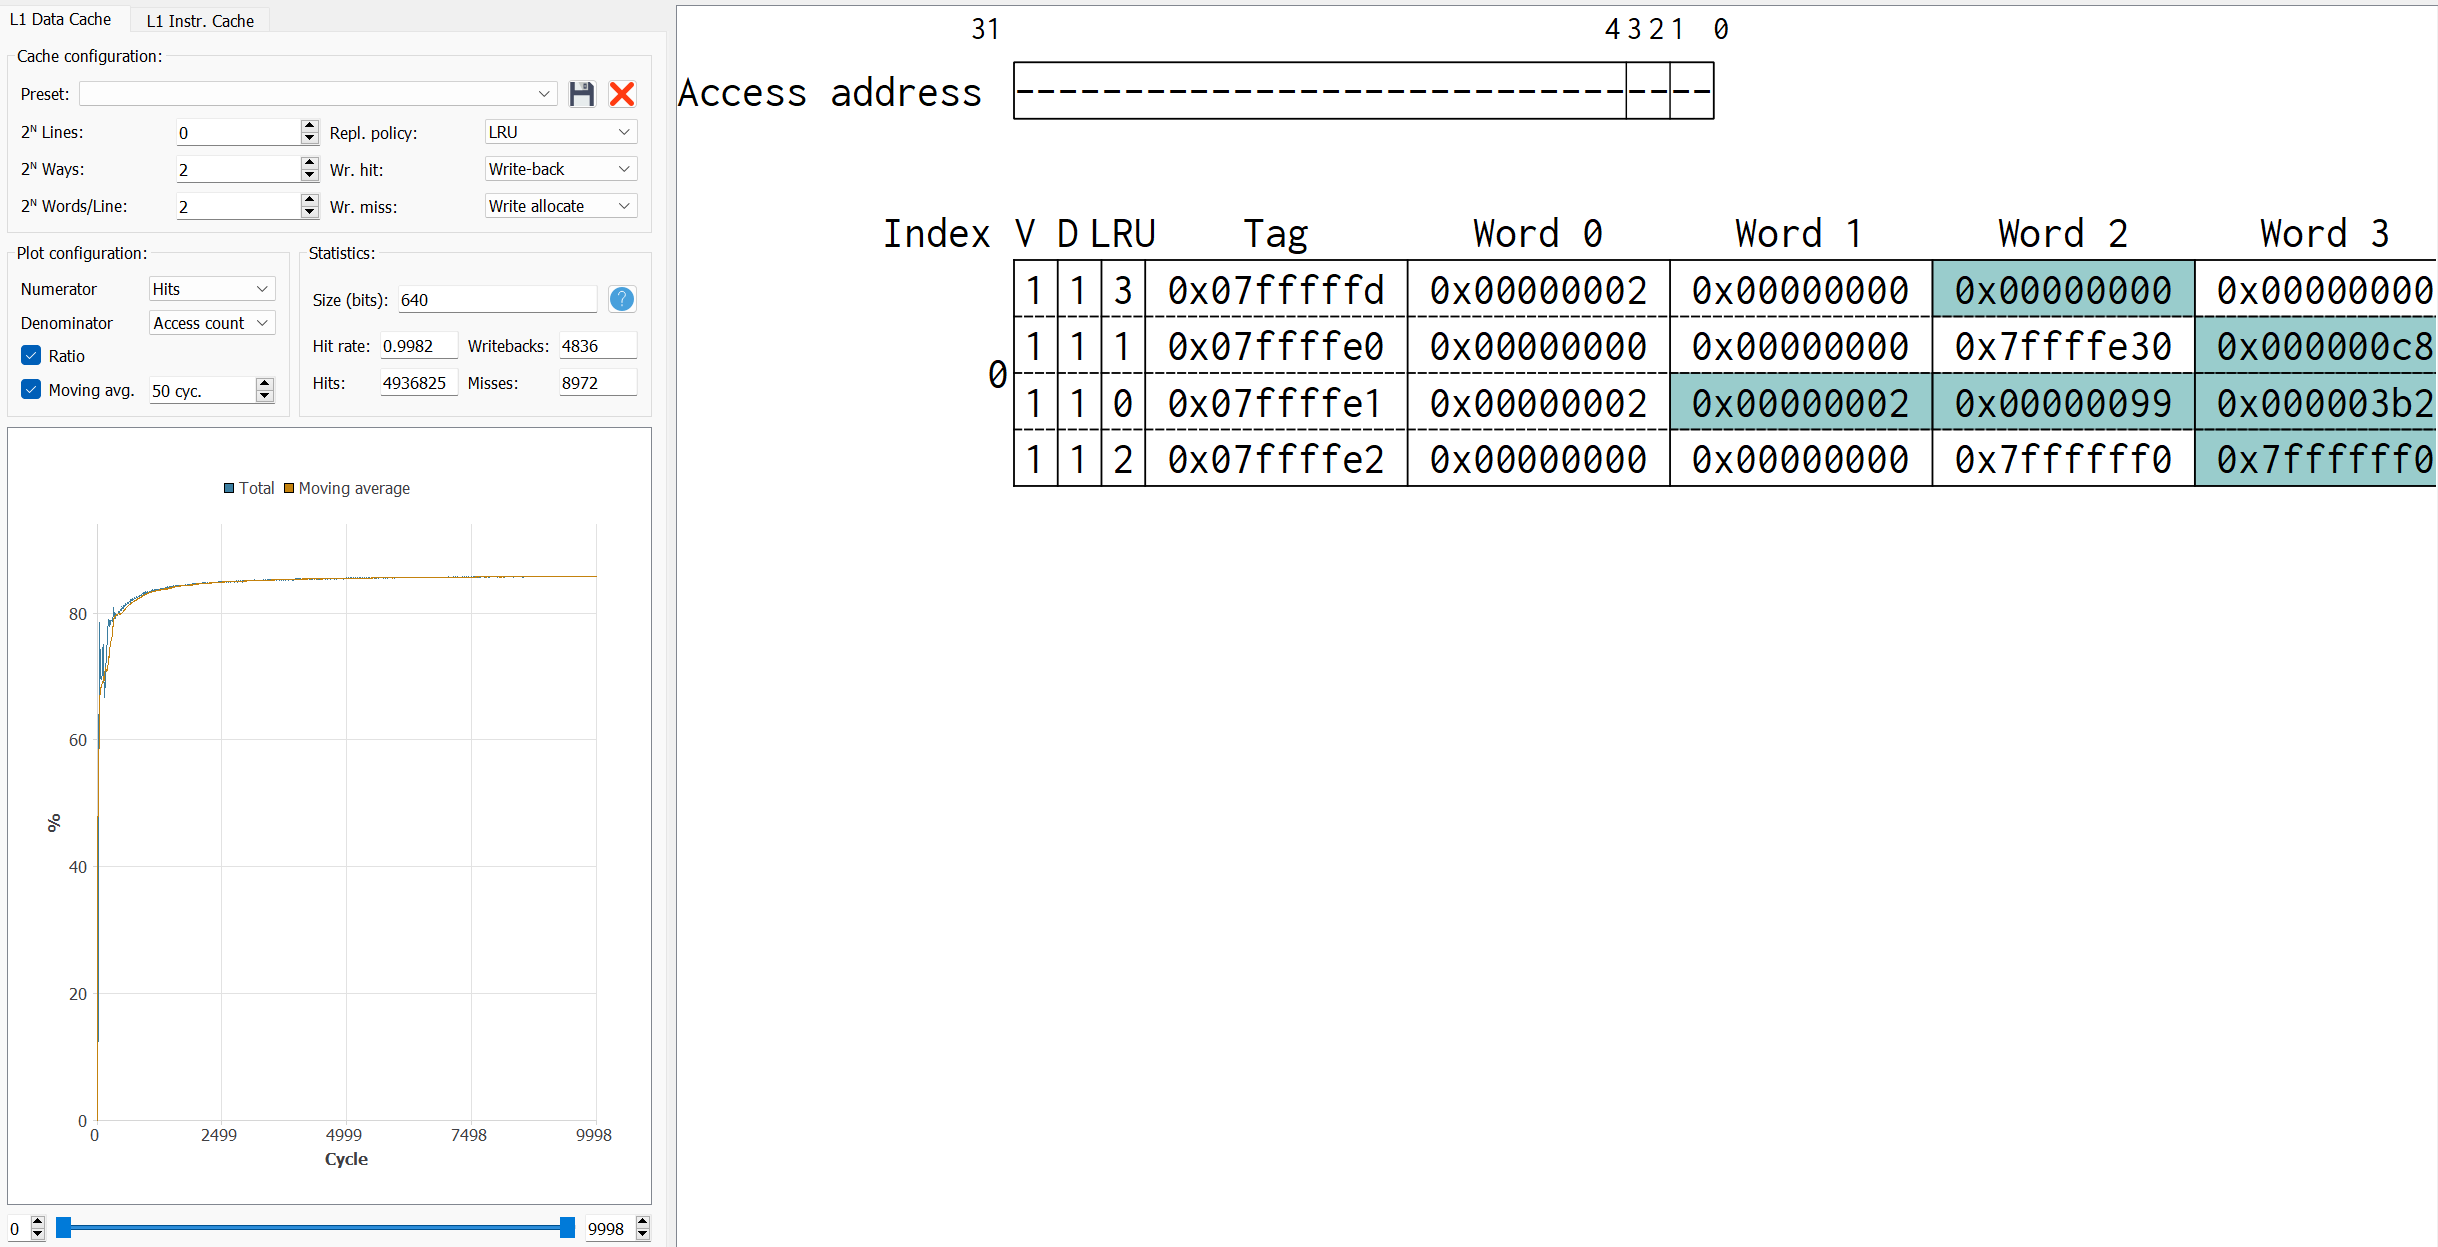 L1 Data Cache L1 Instr. Cache
Cache configuration:
Preset:
2ᴺ Lines: 0 Repl. policy: LRU
2ᴺ Ways: 2 Wr. hit: Write-back
2ᴺ Words/Line: 2 Wr. miss: Write allocate
Plot configuration:
Numerator Hits
Denominator Access count
Ratio
Moving avg. 50 cyc.
Statistics:
Size (bits): 640 ?
Hit rate: 0.9982 Writebacks: 4836
Hits: 4936825 Misses: 8972
Total Moving average
80
60
%
40
20
0
0 2499 4999 7498 9998
Cycle
0 9998
31 4 3 2 1 0
Access address --------------------------------
Index V D LRU Tag Word 0 Word 1 Word 2 Word 3
1 1 3 0x07fffffd 0x00000002 0x00000000 0x00000000 0x00000000
1 1 1 0x07ffffe0 0x00000000 0x00000000 0x7ffffe30 0x000000c8
0
1 1 0 0x07ffffe1 0x00000002 0x00000002 0x00000099 0x000003b2
1 1 2 0x07ffffe2 0x00000000 0x00000000 0x7ffffff0 0x7ffffff0